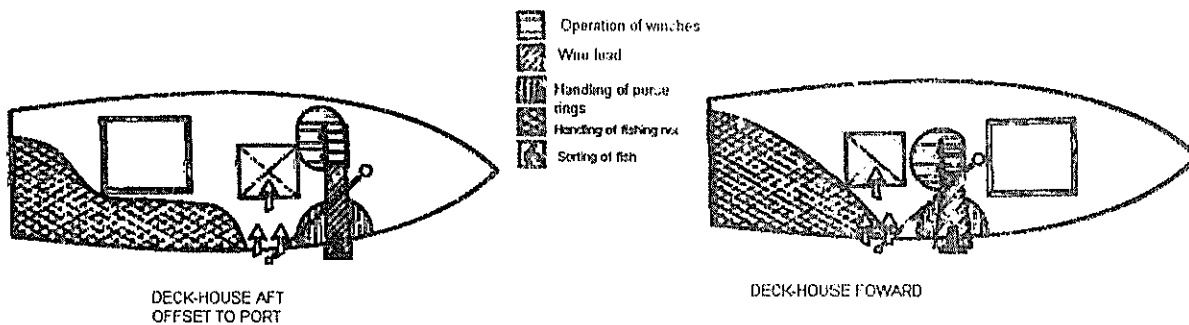 Operation of winches
Wire lead
Handling of purse
rings
Handling of fishing net
Sorting of fish
DECK-HOUSE AFT
OFFSET TO PORT
DECK-HOUSE FOWARD